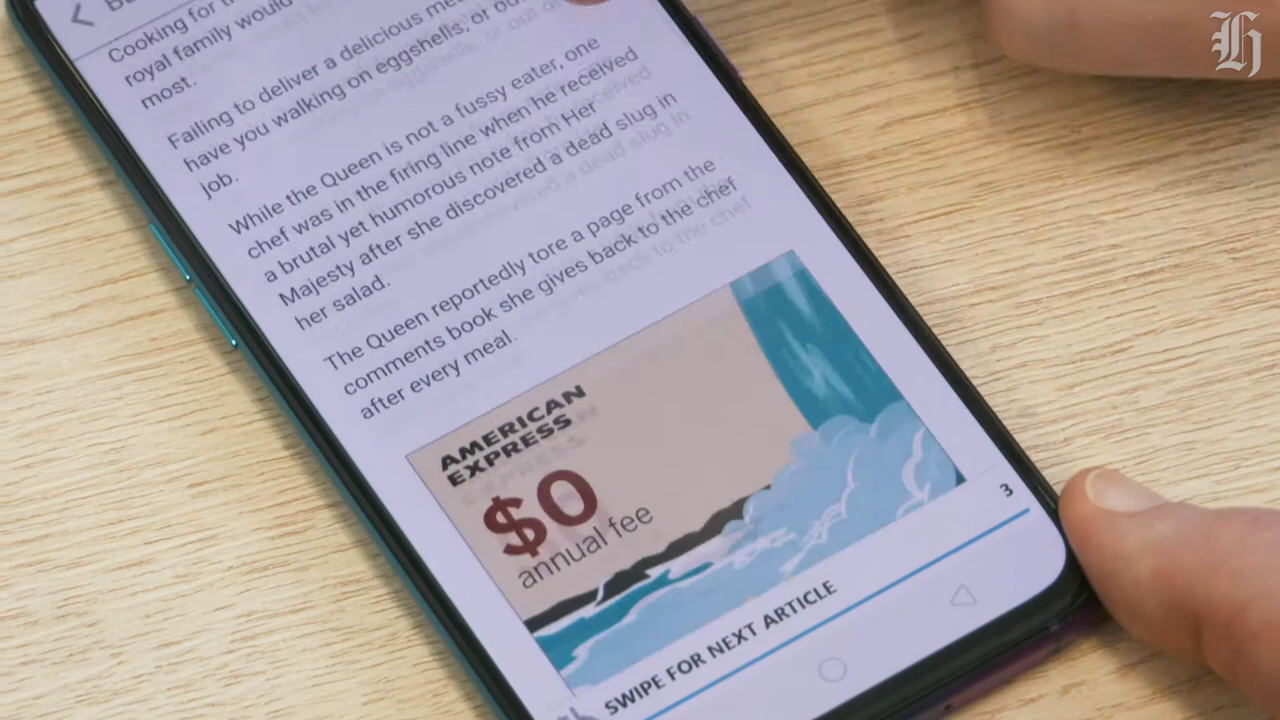 Cooking for
royal family would
most.
Failing to deliver a delicious
have you walking on eggshells, or
job.
While the Queen is not a fussy eater, one
chef was in the firing line when he received
a brutal yet humorous note from Her
Majesty after she discovered a dead slug in
her salad.
The Queen reportedly tore a page from the
comments book she gives back to the chef
after every meal.
AMERICAN
EXPRESS
$0
annual fee
3
SWIPE FOR NEXT ARTICLE